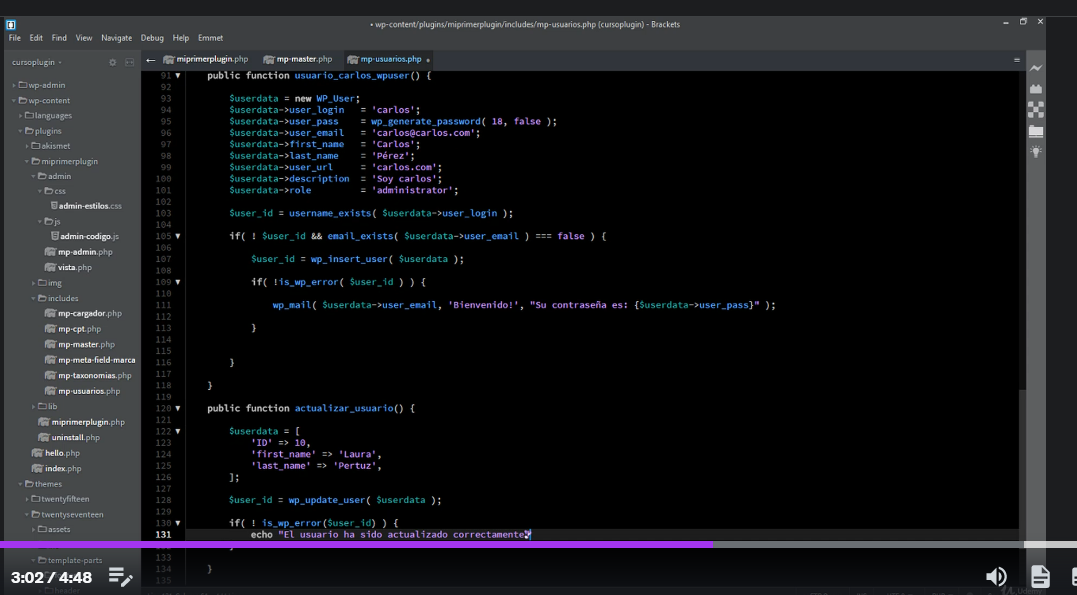 • wp-content/plugins/miprimerplugin/includes/mp-usuarios.php (cursoplugin) - Brackets
File Edit Find View Navigate Debug Help Emmet
cursoplugin
miprimerplugin.php mp-master.php mp-usuarios.php
wp-admin
wp-content
languages
plugins
akismet
miprimerplugin
admin
css
admin-estilos.css
js
admin-codigo.js
mp-admin.php
vista.php
img
includes
mp-cargador.php
mp-cpt.php
mp-master.php
mp-meta-field-marca
mp-taxonomias.php
mp-usuarios.php
lib
miprimerplugin.php
uninstall.php
hello.php
index.php
themes
twentyfifteen
twentyseventeen
assets
template-parts
header
91 public function usuario_carlos_wpuser() {
92
93 $userdata = new WP_User;
94 $userdata->user_login = 'carlos';
95 $userdata->user_pass = wp_generate_password( 18, false );
96 $userdata->user_email = 'carlos@carlos.com';
97 $userdata->first_name = 'Carlos';
98 $userdata->last_name = 'Pérez';
99 $userdata->user_url = 'carlos.com';
100 $userdata->description = 'Soy carlos';
101 $userdata->role = 'administrator';
102
103 $user_id = username_exists( $userdata->user_login );
104
105 if( ! $user_id && email_exists( $userdata->user_email ) === false ) {
106
107 $user_id = wp_insert_user( $userdata );
108
109 if( !is_wp_error( $user_id ) ) {
110
111 wp_mail( $userdata->user_email, 'Bienvenido!', "Su contraseña es: {$userdata->user_pass}" );
112
113 }
114
115
116 }
117
118 }
119
120 public function actualizar_usuario() {
121
122 $userdata = [
123 'ID' => 10,
124 'first_name' => 'Laura',
125 'last_name' => 'Pertuz',
126 ];
127
128 $user_id = wp_update_user( $userdata );
129
130 if( ! is_wp_error($user_id) ) {
131 echo "El usuario ha sido actualizado correctamente
133
134 }
135
3:02 / 4:48